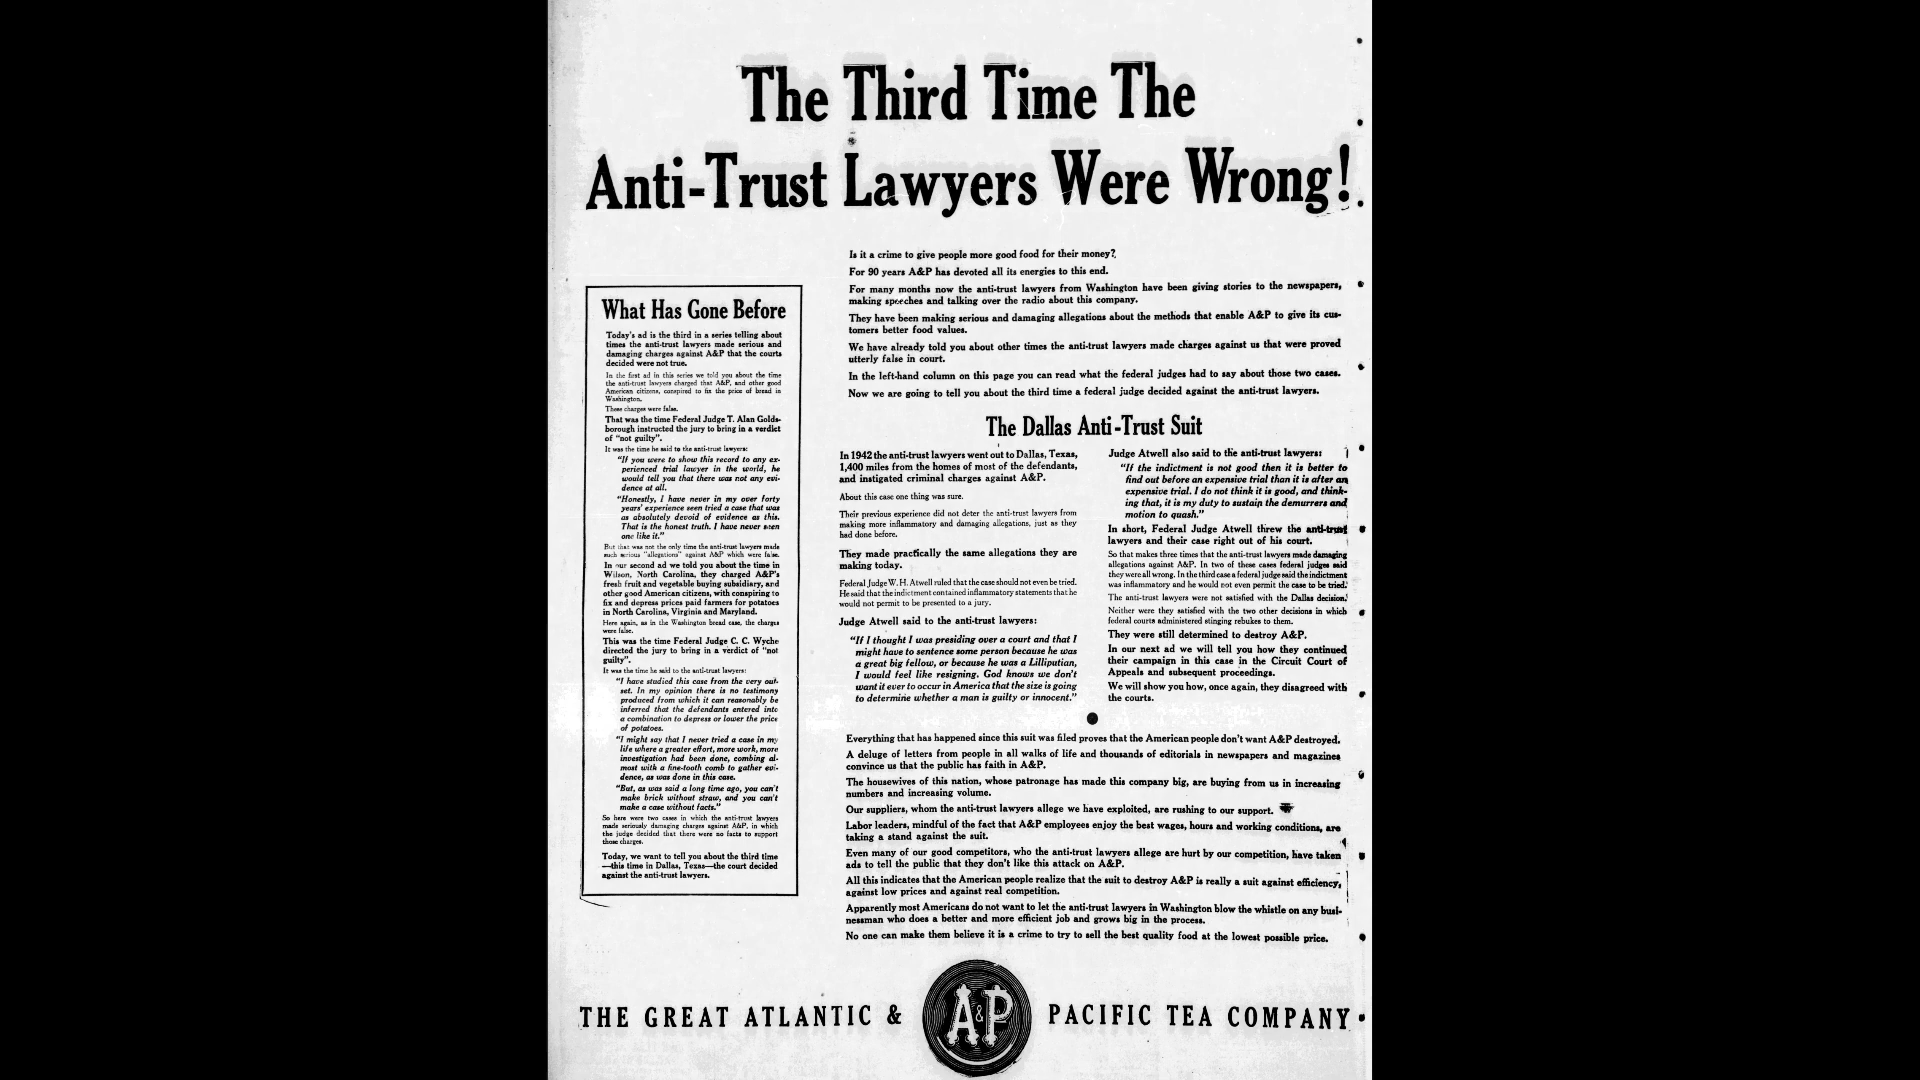 The Third Time The
Anti-Trust Lawyers Were Wrong!
What Has Gone Before
Today's ad is the third in a series telling about
times the anti-trust lawyers made serious and
damaging charges against A&P that the courts
decided were not true.
In the first ad in this series we told you about the time
the anti-trust lawyers charged that A&P, and other good
American citizens, conspired to fix the price of bread in
Washington.
These charges were false.
That was the time Federal Judge T. Alan Golds-
borough instructed the jury to bring in a verdict
of "not guilty".
It was the time he said to the anti-trust lawyers:
"If you were to show this record to any ex-
perienced trial lawyer in the world, he
would tell you that there was not any evi-
dence at all.
"Honestly, I have never in my over forty
years' experience seen tried a case that was
as absolutely devoid of evidence as this.
That is the honest truth. I have never seen
one like it."
But that was not the only time the anti-trust lawyers made
such serious "allegations" against A&P which were false.
In our second ad we told you about the time in
Wilson, North Carolina, they charged A&P's
fresh fruit and vegetable buying subsidiary, and
other good American citizens, with conspiring to
fix and depress prices paid farmers for potatoes
in North Carolina, Virginia and Maryland.
Here again, as in the Washington bread case, the charges
were false.
This was the time Federal Judge C. C. Wyche
directed the jury to bring in a verdict of "not
guilty".
It was the time he said to the anti-trust lawyers:
"I have studied this case from the very out-
set. In my opinion there is no testimony
produced from which it can reasonably be
inferred that the defendants entered into
a combination to depress or lower the price
of potatoes.
"I might say that I never tried a case in my
life where a greater effort, more work, more
investigation had been done, combing al-
most with a fine-tooth comb to gather evi-
dence, as was done in this case.
"But, as was said a long time ago, you can't
make brick without straw, and you can't
make a case without facts."
So here were two cases in which the anti-trust lawyers
made seriously damaging charges against A&P, in which
the judge decided that there were no facts to support
those charges.
Today, we want to tell you about the third time
—this time in Dallas, Texas—the court decided
against the anti-trust lawyers.
Is it a crime to give people more good food for their money?
For 90 years A&P has devoted all its energies to this end.
For many months now the anti-trust lawyers from Washington have been giving stories to the newspapers,
making speeches and talking over the radio about this company.
They have been making serious and damaging allegations about the methods that enable A&P to give its cus-
tomers better food values.
We have already told you about other times the anti-trust lawyers made charges against us that were proved
utterly false in court.
In the left-hand column on this page you can read what the federal judges had to say about those two cases.
Now we are going to tell you about the third time a federal judge decided against the anti-trust lawyers.
The Dallas Anti-Trust Suit
In 1942 the anti-trust lawyers went out to Dallas, Texas,
1,400 miles from the homes of most of the defendants,
and instigated criminal charges against A&P.
About this case one thing was sure.
Their previous experience did not deter the anti-trust lawyers from
making more inflammatory and damaging allegations, just as they
had done before.
They made practically the same allegations they are
making today.
Federal Judge W. H. Atwell ruled that the case should not even be tried.
He said that the indictment contained inflammatory statements that he
would not permit to be presented to a jury.
Judge Atwell said to the anti-trust lawyers:
"If I thought I was presiding over a court and that I
might have to sentence some person because he was
a great big fellow, or because he was a Lilliputian,
I would feel like resigning. God knows we don't
want it ever to occur in America that the size is going
to determine whether a man is guilty or innocent."
Judge Atwell also said to the anti-trust lawyers:
"If the indictment is not good then it is better to
find out before an expensive trial than it is after an
expensive trial. I do not think it is good, and think-
ing that, it is my duty to sustain the demurrers and
motion to quash."
In short, Federal Judge Atwell threw the anti-trust
lawyers and their case right out of his court.
So that makes three times that the anti-trust lawyers made damaging
allegations against A&P. In two of these cases federal judges said
they were all wrong. In the third case a federal judge said the indictment
was inflammatory and he would not even permit the case to be tried.
The anti-trust lawyers were not satisfied with the Dallas decision.
Neither were they satisfied with the two other decisions in which
federal courts administered stinging rebukes to them.
They were still determined to destroy A&P.
In our next ad we will tell you how they continued
their campaign in this case in the Circuit Court of
Appeals and subsequent proceedings.
We will show you how, once again, they disagreed with
the courts.
Everything that has happened since this suit was filed proves that the American people don't want A&P destroyed.
A deluge of letters from people in all walks of life and thousands of editorials in newspapers and magazines
convince us that the public has faith in A&P.
The housewives of this nation, whose patronage has made this company big, are buying from us in increasing
numbers and increasing volume.
Our suppliers, whom the anti-trust lawyers allege we have exploited, are rushing to our support.
Labor leaders, mindful of the fact that A&P employees enjoy the best wages, hours and working conditions, are
taking a stand against the suit.
Even many of our good competitors, who the anti-trust lawyers allege are hurt by our competition, have taken
ads to tell the public that they don't like this attack on A&P.
All this indicates that the American people realize that the suit to destroy A&P is really a suit against efficiency,
against low prices and against real competition.
Apparently most Americans do not want to let the anti-trust lawyers in Washington blow the whistle on any busi-
nessman who does a better and more efficient job and grows big in the process.
No one can make them believe it is a crime to try to sell the best quality food at the lowest possible price.
THE GREAT ATLANTIC & A&P PACIFIC TEA COMPANY